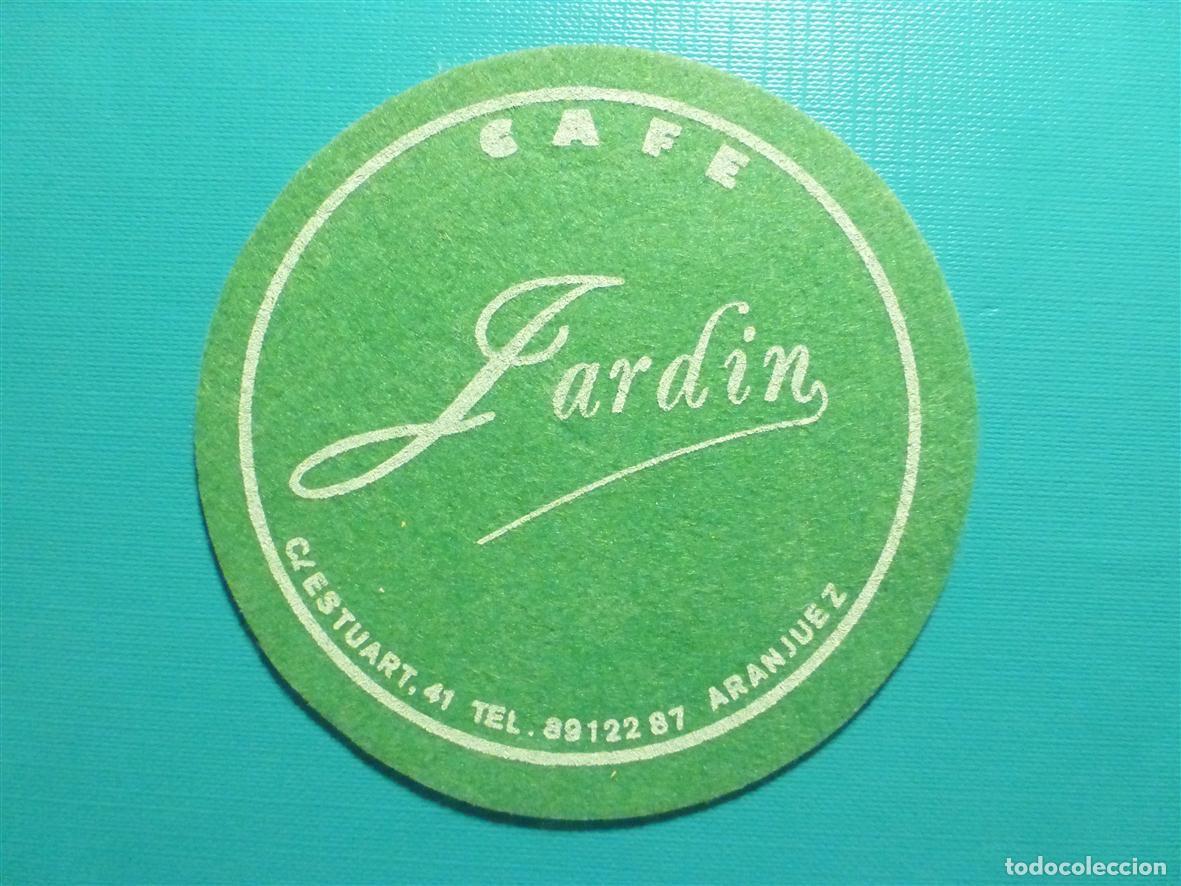 CAFE
Jardin
C/ESTUART, 41 TEL. 8912287 ARANJUEZ
todocoleccion